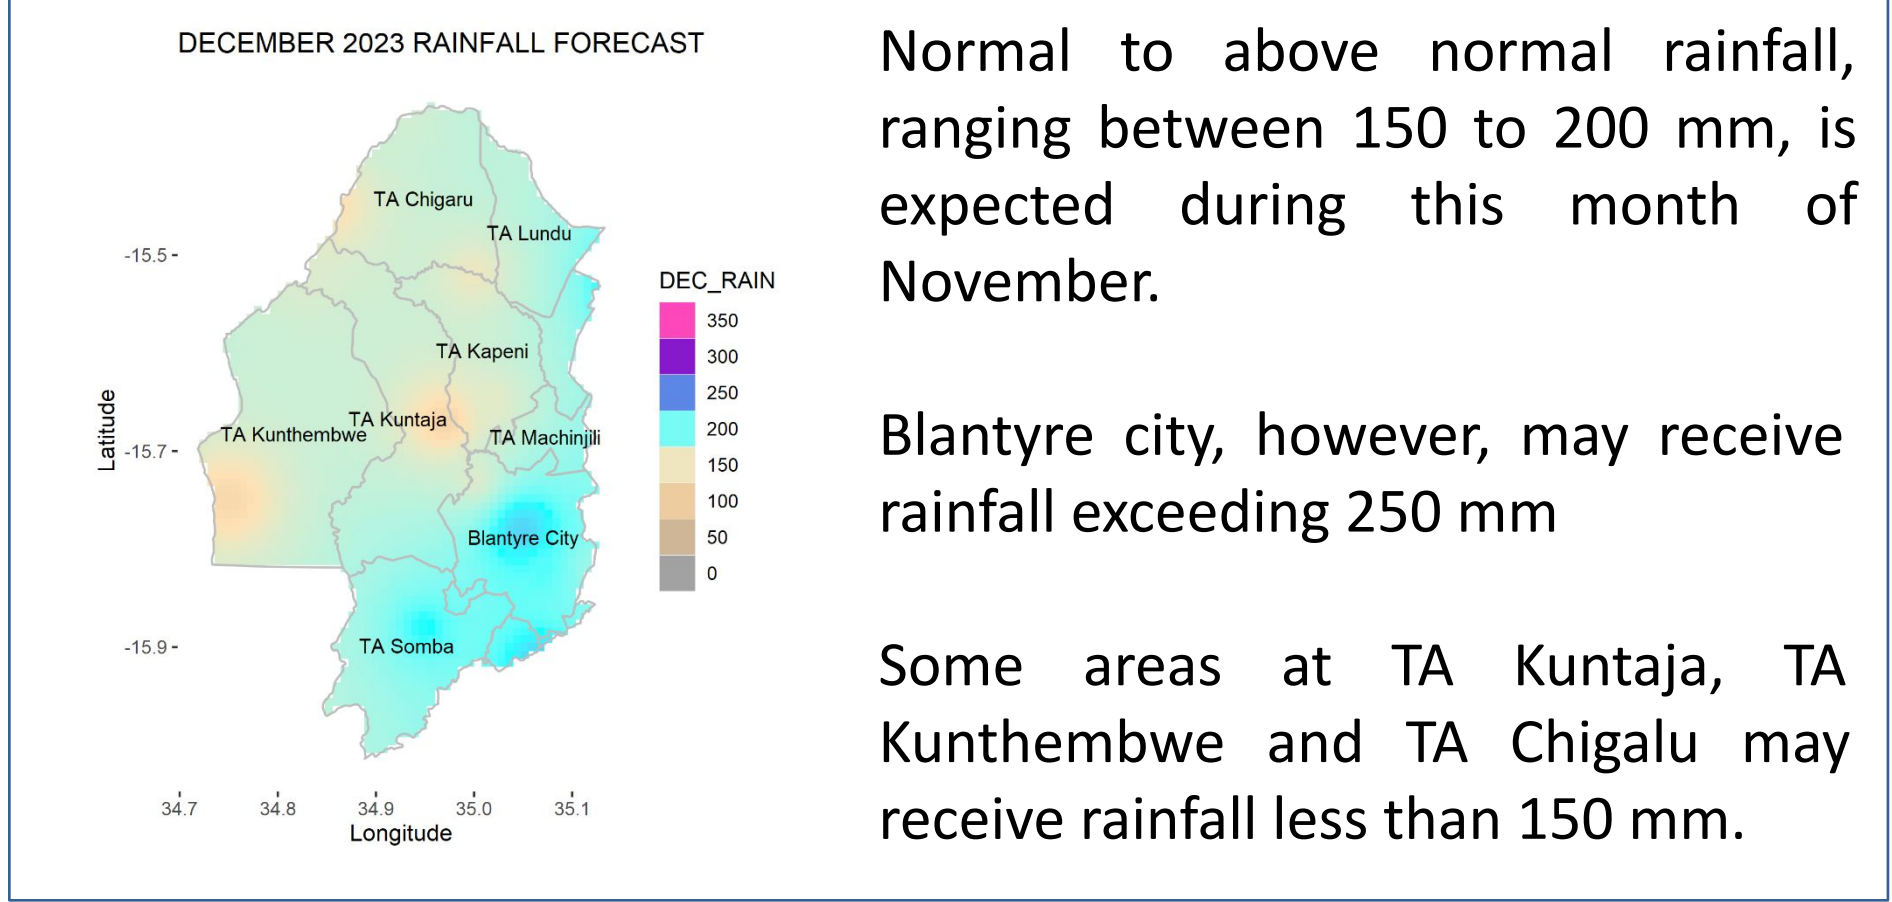 DECEMBER 2023 RAINFALL FORECAST
TA Chigaru
TA Lundu
-15.5
TA Kapeni
TA Kuntaja
TA Kunthembwe
TA Machinjili
-15.7
Blantyre City
TA Somba
-15.9
Latitude
34.7 34.8 34.9 35.0 35.1
Longitude
DEC_RAIN
350
300
250
200
150
100
50
0
Normal to above normal rainfall,
ranging between 150 to 200 mm, is
expected during this month of
November.
Blantyre city, however, may receive
rainfall exceeding 250 mm
Some areas at TA Kuntaja, TA
Kunthembwe and TA Chigalu may
receive rainfall less than 150 mm.